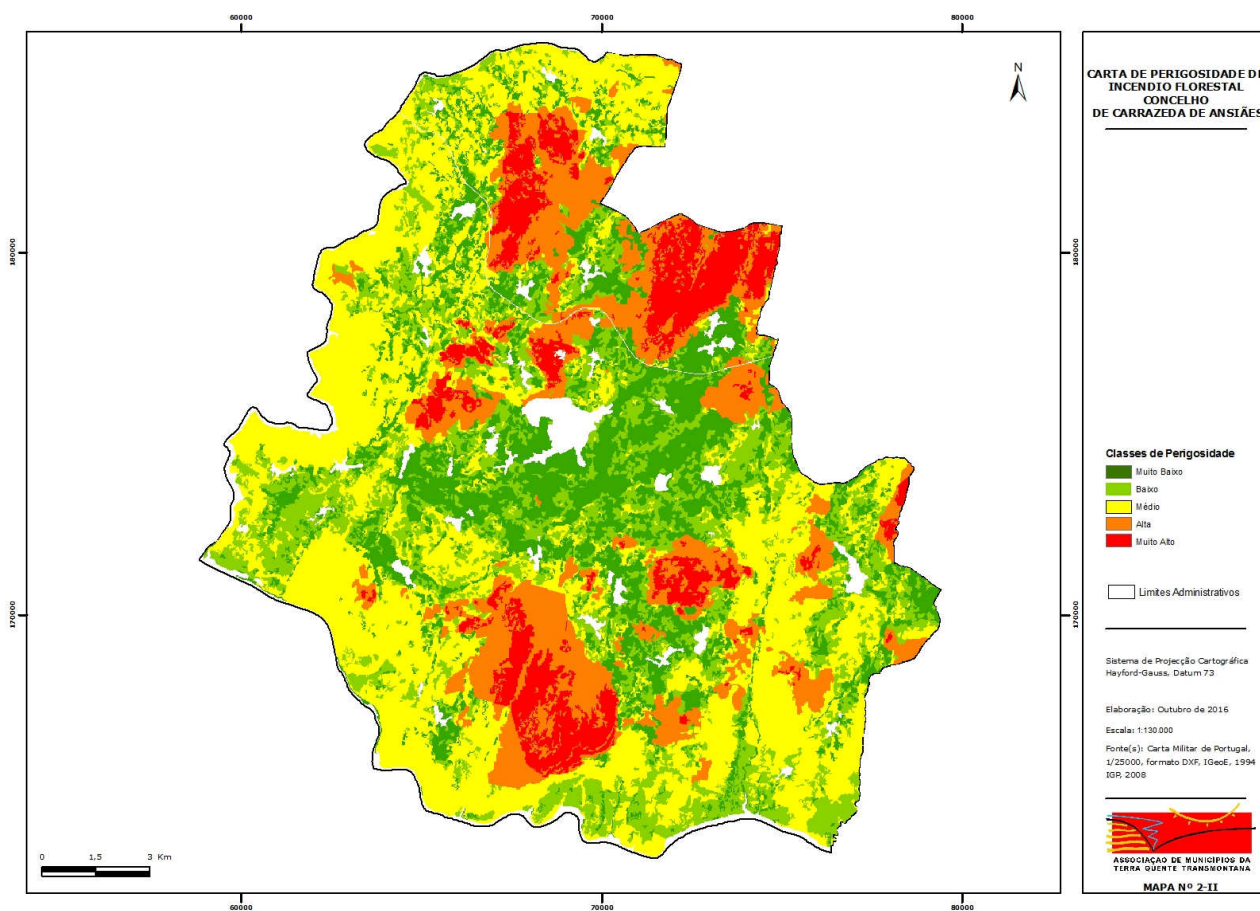 60000
70000
80000
180000
180000
170000
170000
N
0 1,5 3 Km
60000
70000
80000
CARTA DE PERIGOSIDADE DE
INCENDIO FLORESTAL
CONCELHO
DE CARRAZEDA DE ANSIÃES
Classes de Perigosidade
Muito Baixo
Baixo
Médio
Alta
Muito Alto
Limites Administrativos
Sistema de Projecção Cartográfica
Hayford-Gauss, Datum 73
Elaboração: Outubro de 2016
Escala: 1:130.000
Fonte(s): Carta Militar de Portugal,
1/25000, formato DXF, IGeoE, 1994
IGP, 2008
ASSOCIAÇAO DE MUNICIPIOS DA
TERRA QUENTE TRANSMONTANA
MAPA Nº 2-II